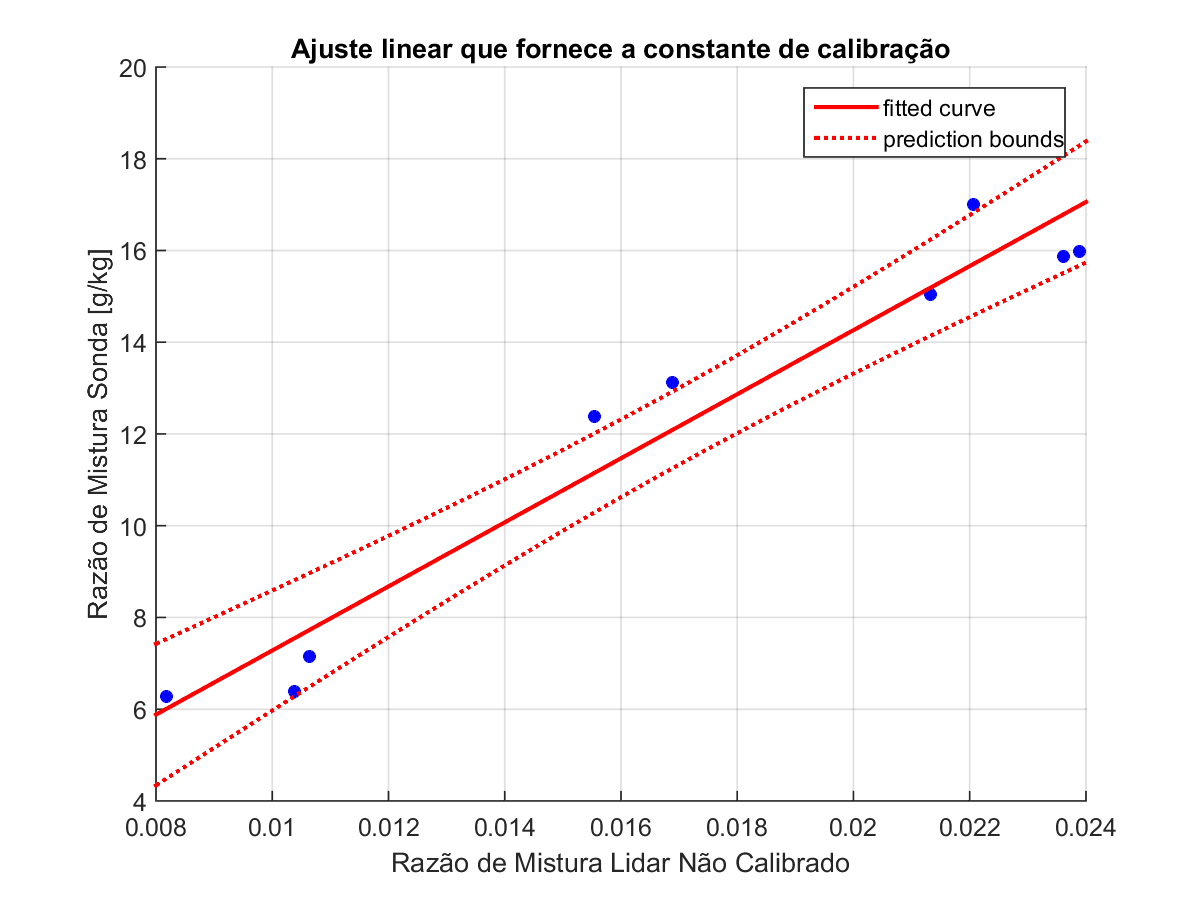 Ajuste linear que fornece a constante de calibração
fitted curve
prediction bounds
20
18
16
14
12
10
8
6
4
Razão de Mistura Sonda [g/kg]
0.008 0.01 0.012 0.014 0.016 0.018 0.02 0.022 0.024
Razão de Mistura Lidar Não Calibrado